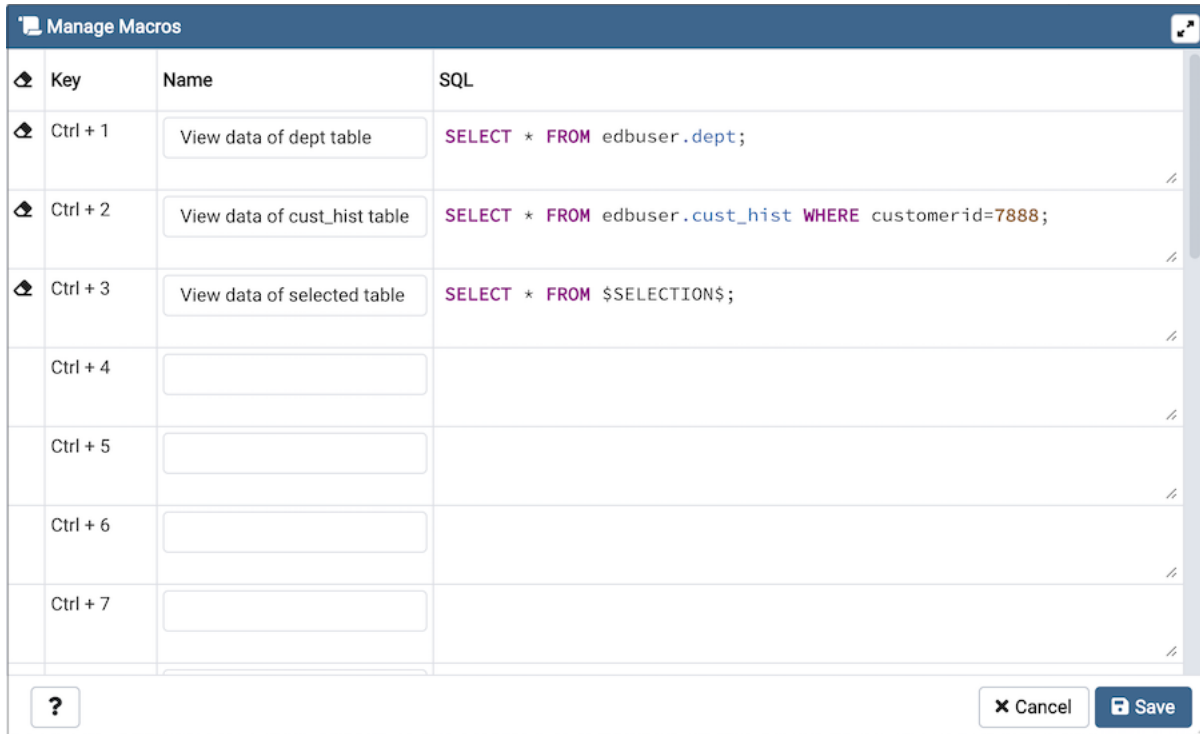 Manage Macros
Key Name SQL
Ctrl + 1 View data of dept table SELECT * FROM edbuser.dept;
Ctrl + 2 View data of cust_hist table SELECT * FROM edbuser.cust_hist WHERE customerid=7888;
Ctrl + 3 View data of selected table SELECT * FROM $SELECTION$;
Ctrl + 4
Ctrl + 5
Ctrl + 6
Ctrl + 7
? Cancel Save